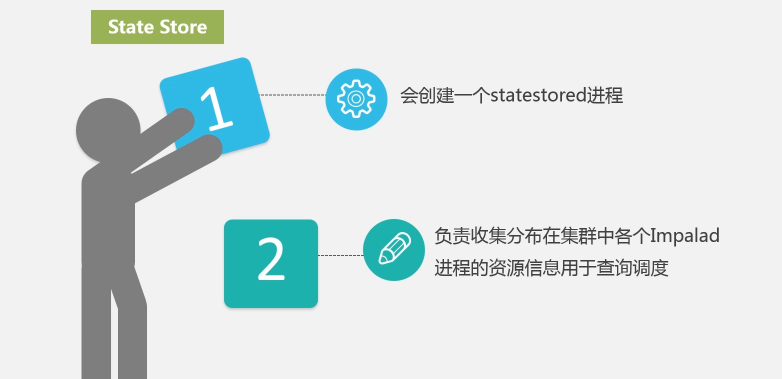 State Store
1
会创建一个statestored进程
2
负责收集分布在集群中各个Impalad
进程的资源信息用于查询调度